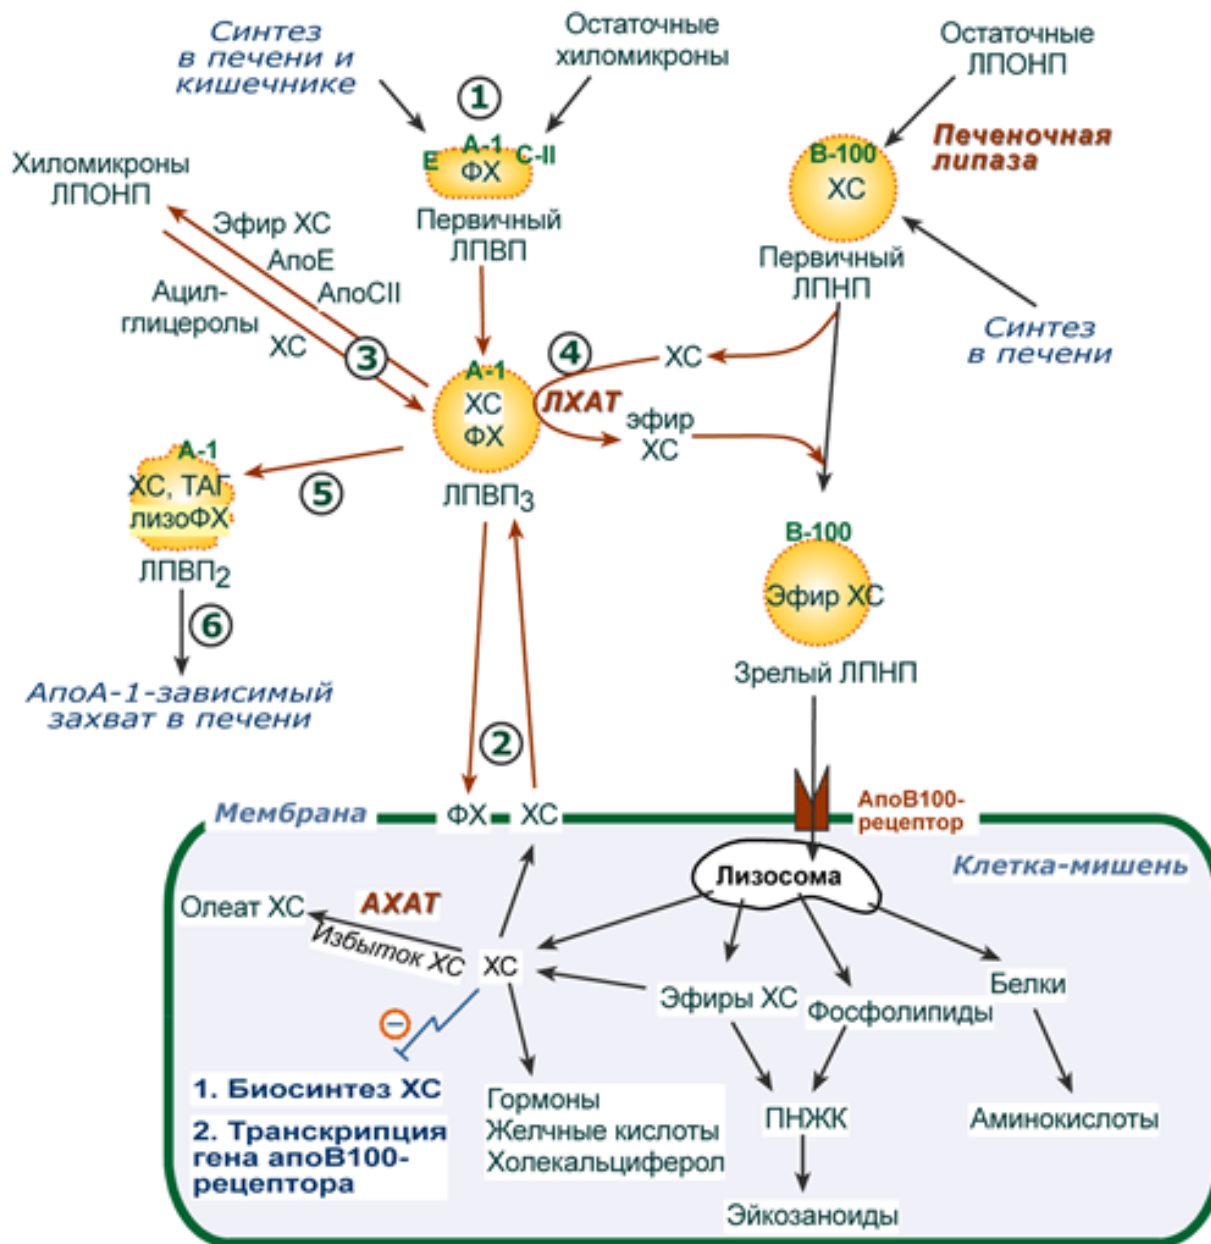 Синтез
в печени и
кишечнике
Остаточные
хиломикроны
Остаточные
ЛПОНП
1
A-1
E
C-II
ФХ
Первичный
ЛПВП
B-100
ХС
Печеночная
липаза
Первичный
ЛПНП
Синтез
в печени
Хиломикроны
ЛПОНП
Эфир ХС
АпоЕ
АпоСII
Ацил-
глицеролы
ХС
3
4
A-1
ХС
ФХ
ЛХАТ
ХС
эфир
ХС
ЛПВП3
A-1
ХС, ТАГ
лизоФХ
ЛПВП2
5
6
АпоА-1-зависимый
захват в печени
B-100
Эфир ХС
Зрелый ЛПНП
2
Мембрана
ФХ
ХС
АпоВ100-
рецептор
Клетка-мишень
Лизосома
Олеат ХС
АХАТ
Избыток ХС
ХС
Эфиры ХС
Фосфолипиды
Белки
−
1. Биосинтез ХС
2. Транскрипция
гена апоВ100-
рецептора
Гормоны
Желчные кислоты
Холекальциферол
ПНЖК
Аминокислоты
Эйкозаноиды